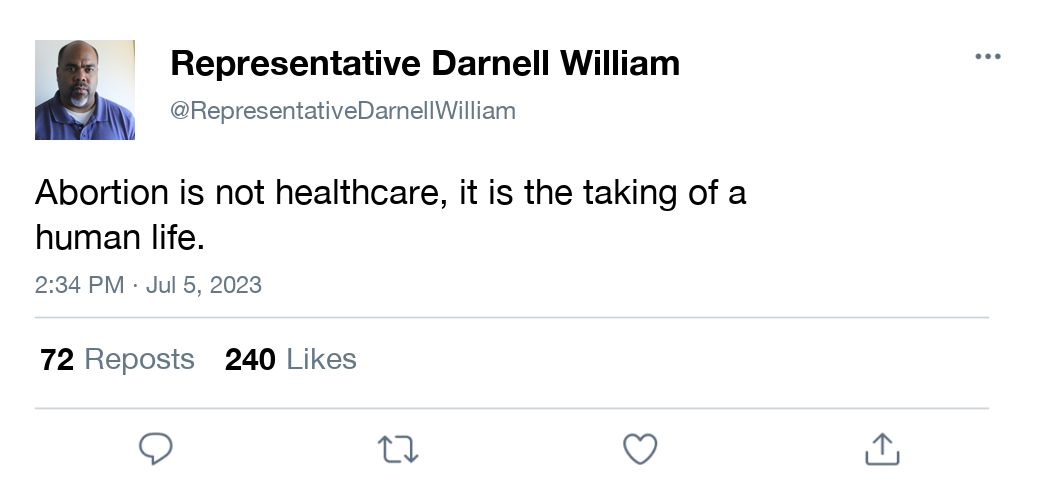 Representative Darnell William
@RepresentativeDarnellWilliam
Abortion is not healthcare, it is the taking of a
human life.
2:34 PM · Jul 5, 2023
72 Reposts 240 Likes